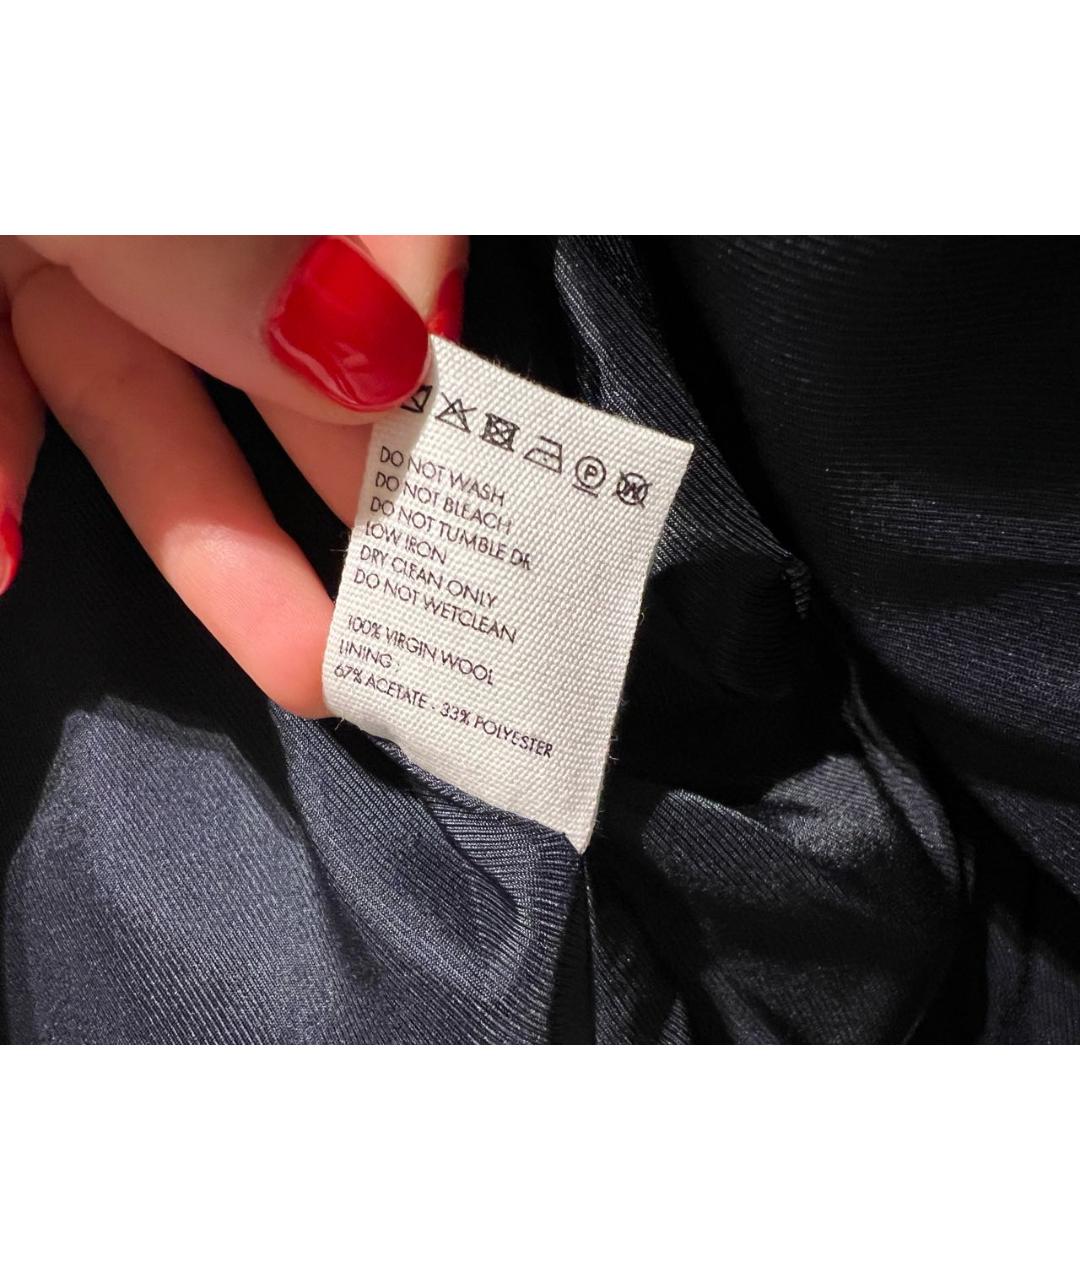 P
W
DO NOT WASH
DO NOT BLEACH
DO NOT TUMBLE
LOW IRON
DRY CLEAN ONLY
DO NOT WETCLEAN
100% VIRGIN WOOL
LINING :
67% ACETATE - 33% POLYESTER